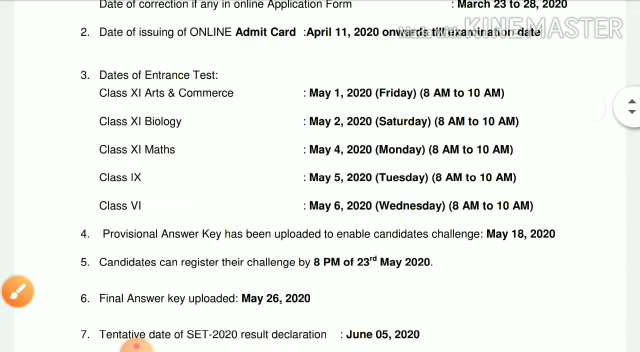 Date of correction if any in online Application Form : March 23 to 28, 2020
2. Date of issuing of ONLINE Admit Card :April 11, 2020 onwards till examination date
Made with KINEMASTER
3. Dates of Entrance Test:
Class XI Arts & Commerce : May 1, 2020 (Friday) (8 AM to 10 AM)
Class XI Biology : May 2, 2020 (Saturday) (8 AM to 10 AM)
Class XI Maths : May 4, 2020 (Monday) (8 AM to 10 AM)
Class IX : May 5, 2020 (Tuesday) (8 AM to 10 AM)
Class VI : May 6, 2020 (Wednesday) (8 AM to 10 AM)
4. Provisional Answer Key has been uploaded to enable candidates challenge: May 18, 2020
5. Candidates can register their challenge by 8 PM of 23rd May 2020.
6. Final Answer key uploaded: May 26, 2020
7. Tentative date of SET-2020 result declaration : June 05, 2020